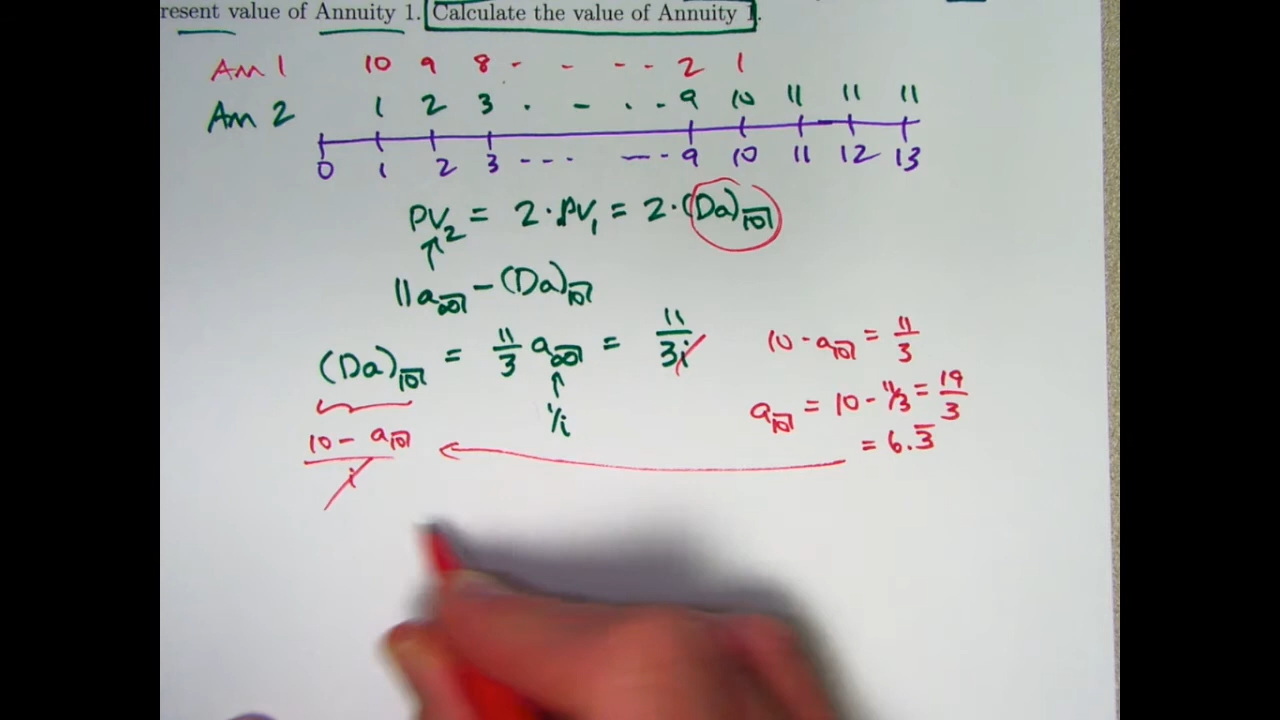 resent value of Annuity 1. Calculate the value of Annuity 1.
Ann 1 10 9 8 - - - - - 2 1
Ann 2 1 2 3 . - . - 9 10 11 11 11
0 1 2 3 - - - - - - 9 10 11 12 13
PV₂ = 2 · PV₁ = 2 · (Da)10
11a∞ - (Da)10
(Da)10 = 11/3 a∞ = 11/3i
1/i
10 - a10
i
10 - a10 = 11/3
a10 = 10 - 11/3 = 19/3
= 6.3̅